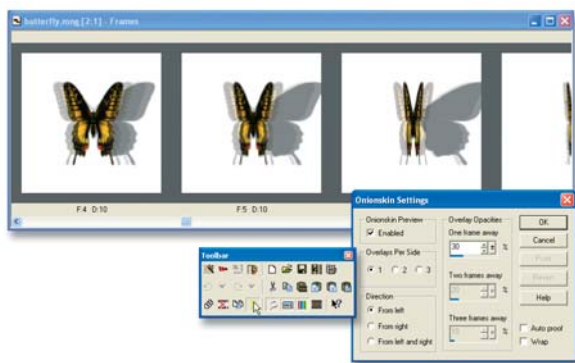 butterfly.mng [2:1] - Frames
F:4 D:10
F:5 D:10
Onionskin Settings
Onionskin Preview
Enabled
Overlays Per Side
1 2 3
Direction
From left
From right
From left and right
Overlay Opacities
One frame away
30 %
Two frames away
%
Three frames away
%
OK
Cancel
Help
Auto proof
Wrap
Toolbar